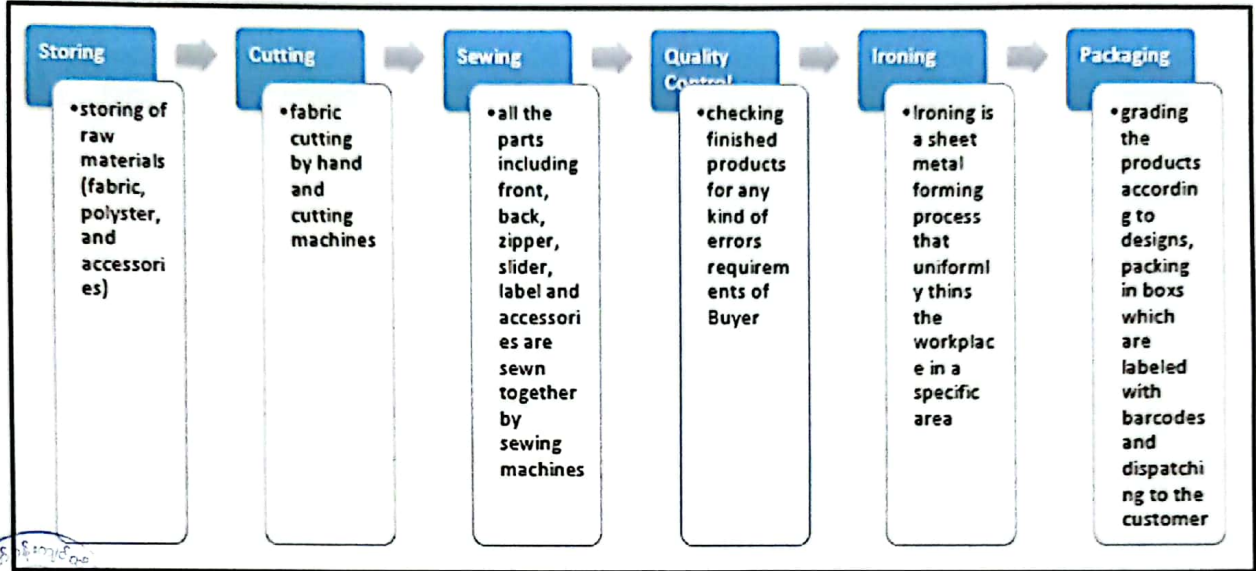 Storing
•storing of
raw
materials
(fabric,
polyster,
and
accessori
es)
Cutting
•fabric
cutting
by hand
and
cutting
machines
Sewing
•all the
parts
including
front,
back,
zipper,
slider,
label and
accessori
es are
sewn
together
by
sewing
machines
Quality
Control
•checking
finished
products
for any
kind of
errors
requirem
ents of
Buyer
Ironing
•Ironing is
a sheet
metal
forming
process
that
uniforml
y thins
the
workplac
e in a
specific
area
Packaging
•grading
the
products
accordin
g to
designs,
packing
in boxs
which
are
labeled
with
barcodes
and
dispatchi
ng to the
customer